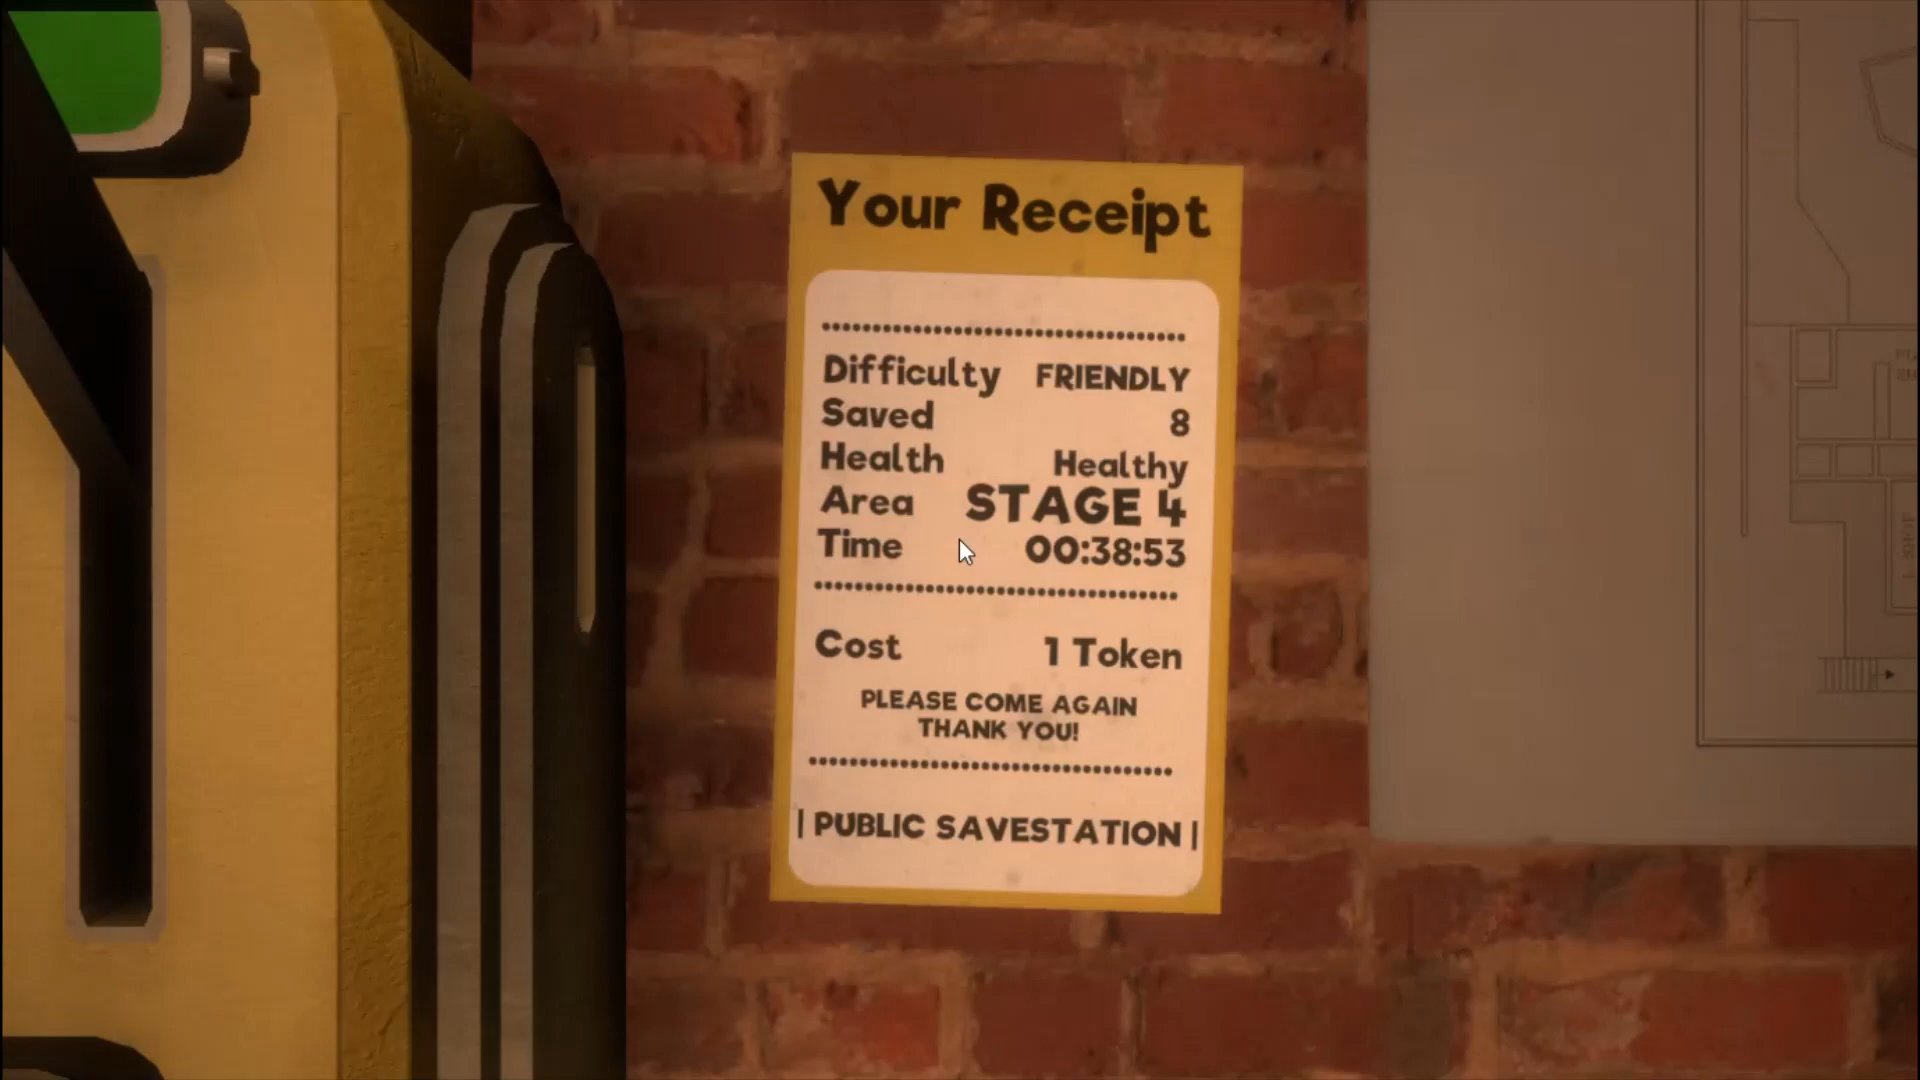 Your Receipt
Difficulty FRIENDLY
Saved 8
Health Healthy
Area STAGE 4
Time 00:38:53
Cost 1 Token
PLEASE COME AGAIN
THANK YOU!
| PUBLIC SAVESTATION |